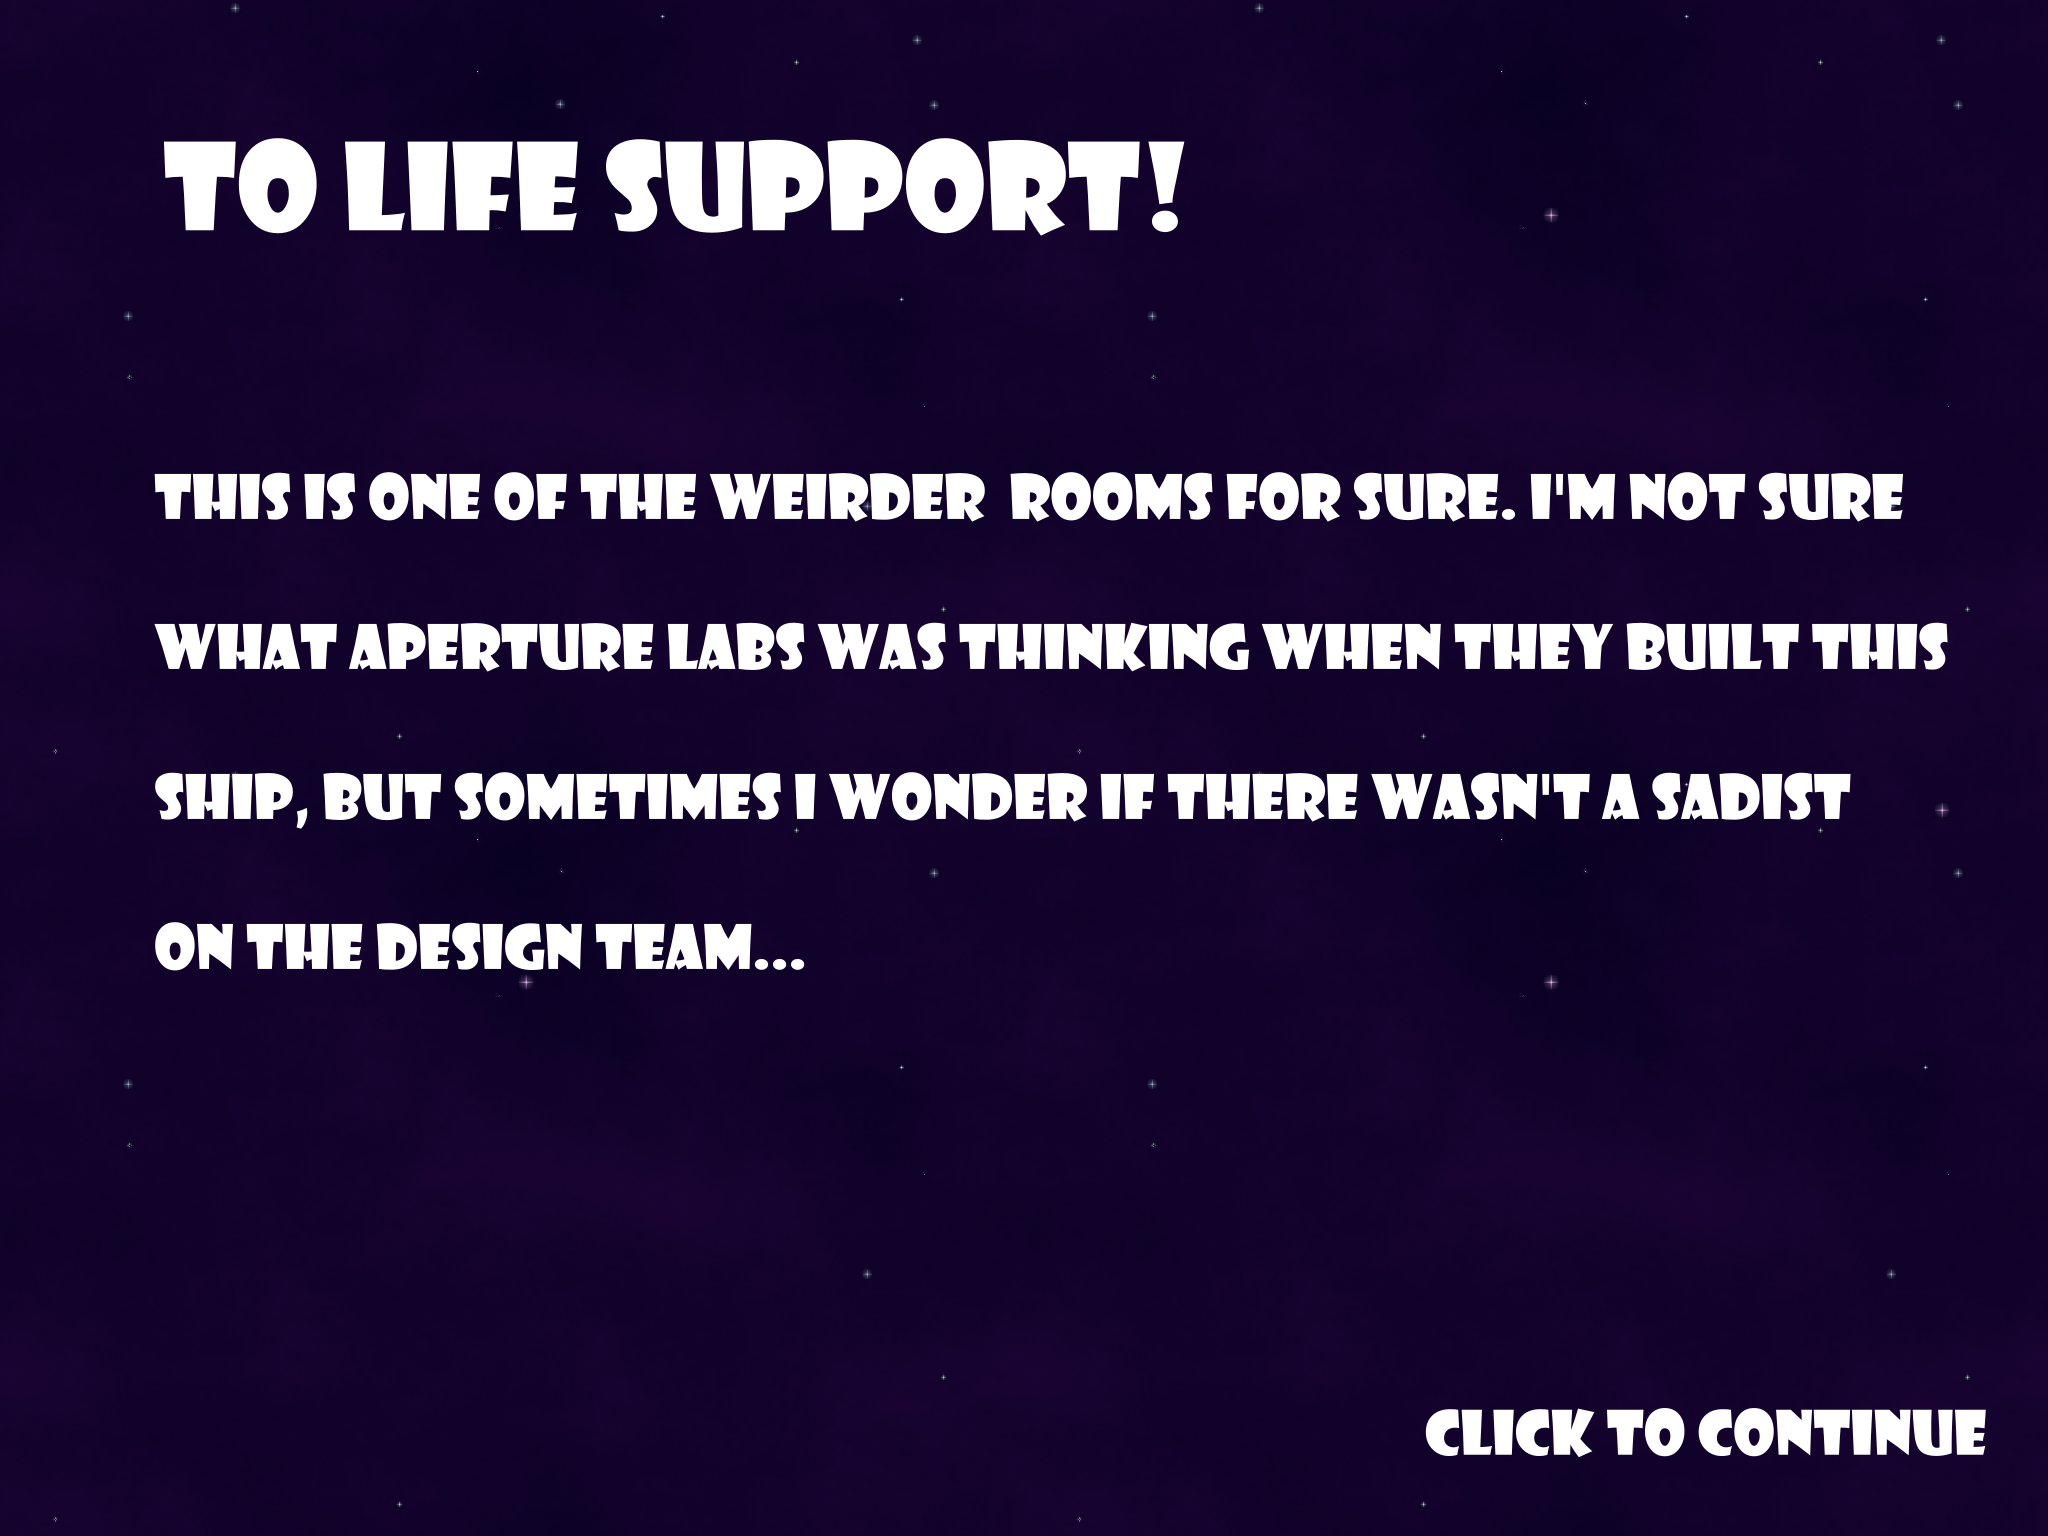 TO LIFE SUPPORT!
THIS IS ONE OF THE WEIRDER  ROOMS FOR SURE. I'M NOT SURE
WHAT APERTURE LABS WAS THINKING WHEN THEY BUILT THIS
SHIP, BUT SOMETIMES I WONDER IF THERE WASN'T A SADIST
ON THE DESIGN TEAM...
CLICK TO CONTINUE